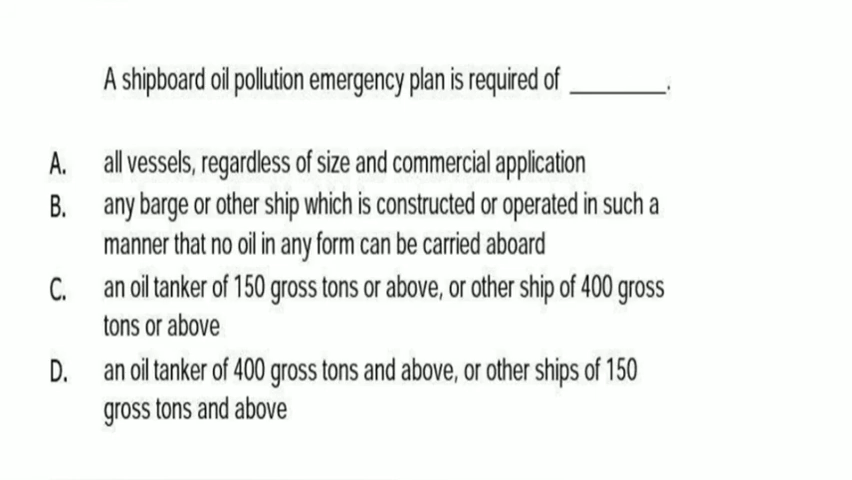 A shipboard oil pollution emergency plan is required of ________.
A. all vessels, regardless of size and commercial application
B. any barge or other ship which is constructed or operated in such a
manner that no oil in any form can be carried aboard
C. an oil tanker of 150 gross tons or above, or other ship of 400 gross
tons or above
D. an oil tanker of 400 gross tons and above, or other ships of 150
gross tons and above